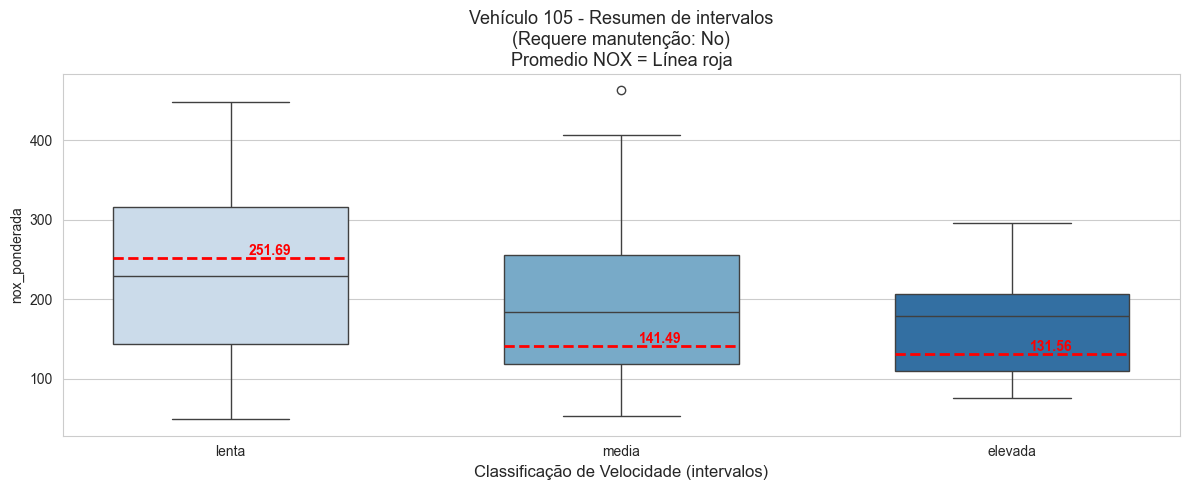 Vehículo 105 - Resumen de intervalos
(Requere manutenção: No)
Promedio NOX = Línea roja
nox_ponderada
400
300
200
100
251.69
141.49
131.56
lenta
media
elevada
Classificação de Velocidade (intervalos)